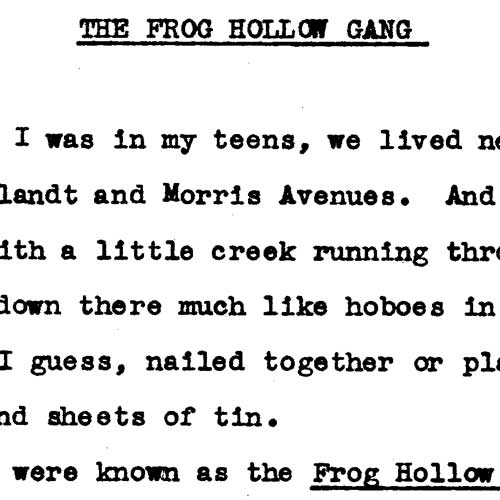 THE FROG HOLLOW GANG
I was in my teens, we lived ne
landt and Morris Avenues. And
ith a little creek running thro
down there much like hoboes in
I guess, nailed together or pla
nd sheets of tin.
were known as the Frog Hollow